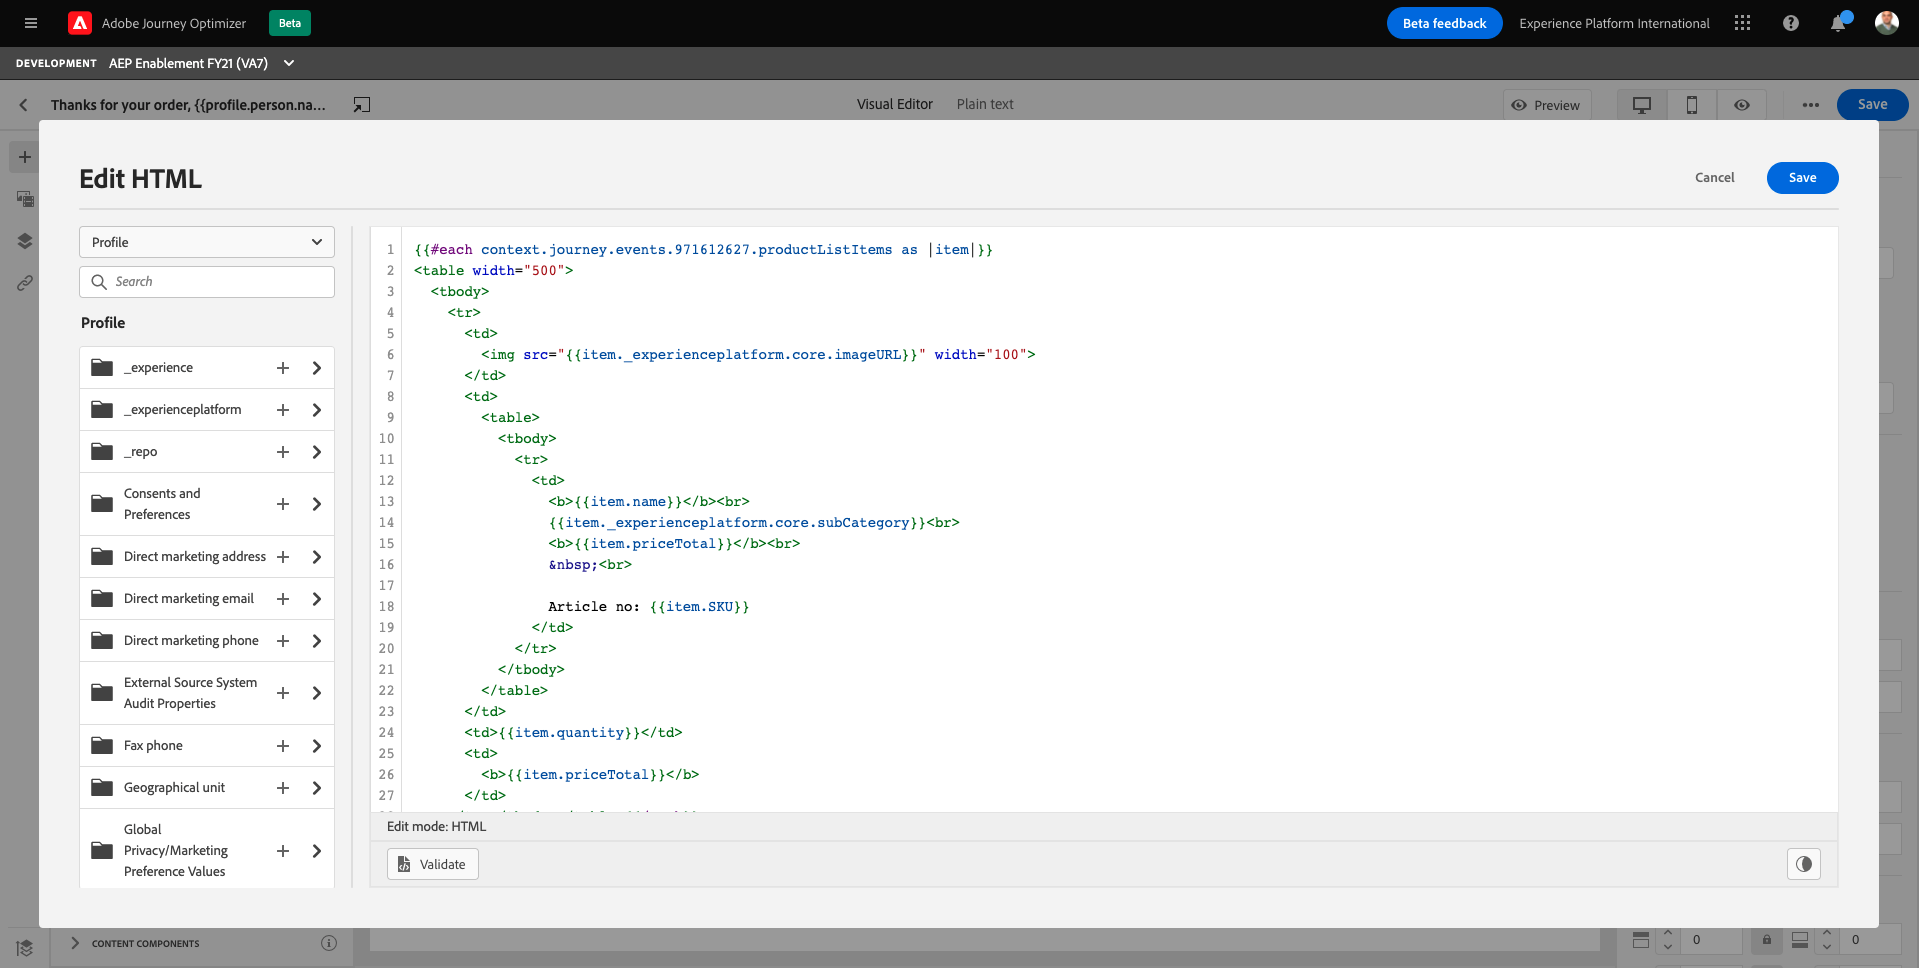 Adobe Journey Optimizer
Beta
Beta feedback
Experience Platform International
DEVELOPMENT
AEP Enablement FY21 (VA7)
Thanks for your order, {{profile.person.na...
Visual Editor
Plain text
Preview
Save
Edit HTML
Cancel
Save
Profile
Search
Profile
_experience
_experienceplatform
_repo
Consents and
Preferences
Direct marketing address
Direct marketing email
Direct marketing phone
External Source System
Audit Properties
Fax phone
Geographical unit
Global
Privacy/Marketing
Preference Values
1 {{#each context.journey.events.971612627.productListItems as |item|}}
2 <table width="500">
3 <tbody>
4 <tr>
5 <td>
6 <img src="{{item._experienceplatform.core.imageURL}}" width="100">
7 </td>
8 <td>
9 <table>
10 <tbody>
11 <tr>
12 <td>
13 <b>{{item.name}}</b><br>
14 {{item._experienceplatform.core.subCategory}}<br>
15 <b>{{item.priceTotal}}</b><br>
16 &nbsp;<br>
17
18 Article no: {{item.SKU}}
19 </td>
20 </tr>
21 </tbody>
22 </table>
23 </td>
24 <td>{{item.quantity}}</td>
25 <td>
26 <b>{{item.priceTotal}}</b>
27 </td>
Edit mode: HTML
Validate
CONTENT COMPONENTS
0
0